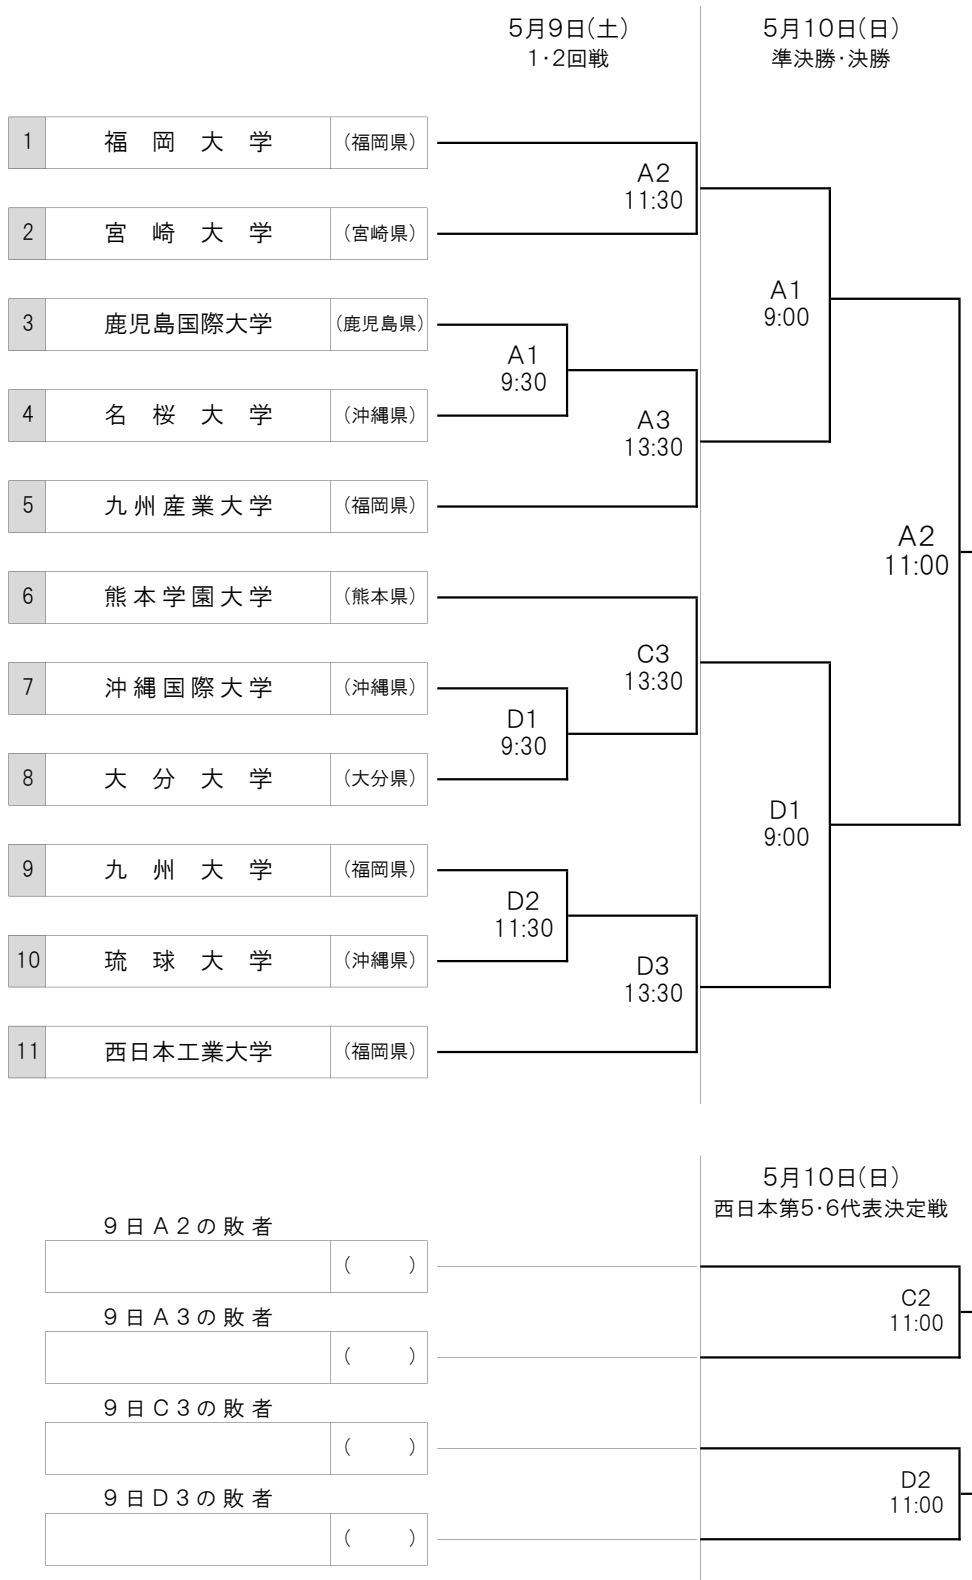 5月9日(土)
1・2回戦
5月10日(日)
準決勝・決勝
1 福岡大学 (福岡県)
A2
11:30
2 宮崎大学 (宮崎県)
A1
9:00
3 鹿児島国際大学 (鹿児島県)
A1
9:30
4 名桜大学 (沖縄県)
A3
13:30
5 九州産業大学 (福岡県)
A2
11:00
6 熊本学園大学 (熊本県)
C3
13:30
7 沖縄国際大学 (沖縄県)
D1
9:30
8 大分大学 (大分県)
D1
9:00
9 九州大学 (福岡県)
D2
11:30
10 琉球大学 (沖縄県)
D3
13:30
11 西日本工業大学 (福岡県)
5月10日(日)
西日本第5・6代表決定戦
9日A2の敗者
( )
C2
11:00
9日A3の敗者
( )
9日C3の敗者
( )
D2
11:00
9日D3の敗者
( )